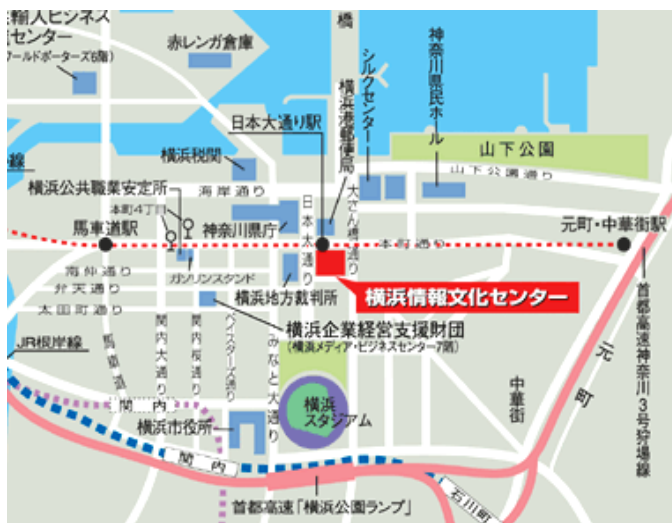 輸入ビジネス
センター
ワールドポーターズ6階)
赤レンガ倉庫
橋
シルクセンター
横浜港郵便局
神奈川県民ホール
日本大通り駅
横浜税関
山下公園
山下公園通り
横浜公共職業安定所
海岸通り
本町4丁目
馬車道駅
神奈川県庁
日本大通り
大さん橋通り
本町通り
元町・中華街駅
南仲通り
ガソリンスタンド
弁天通り
横浜地方裁判所
横浜情報文化センター
太田町通り
横浜企業経営支援財団
(横浜メディア・ビジネスセンター7階)
JR根岸線
馬車道
関内大通り
関内桜通り
ベイスターズ通り
みなと大通り
首都高速神奈川3号狩場線
元町
中華街
関内
横浜
スタジアム
横浜市役所
関内
石川町
首都高速「横浜公園ランプ」